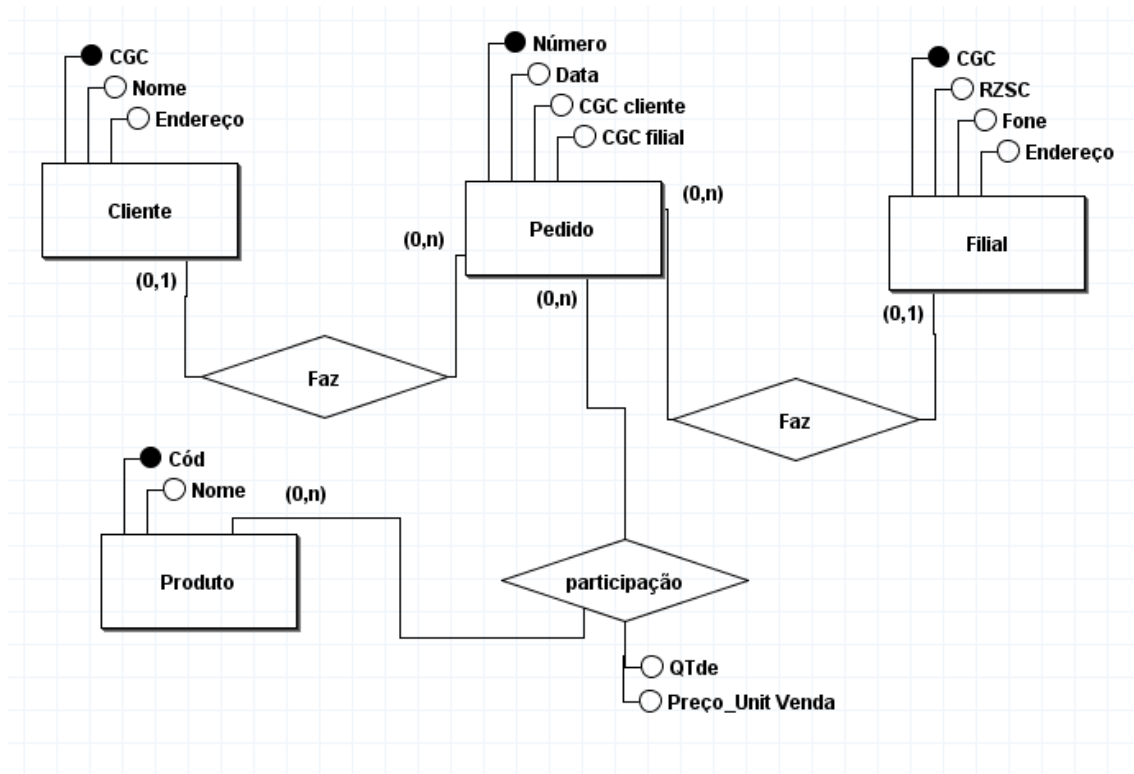 CGC
Nome
Endereço
Cliente
(0,1)
Número
Data
CGC cliente
CGC filial
Pedido
(0,n)
(0,n)
(0,n)
CGC
RZSC
Fone
Endereço
Filial
(0,1)
Faz
Faz
Cód
Nome
(0,n)
Produto
participação
QTde
Preço_Unit Venda